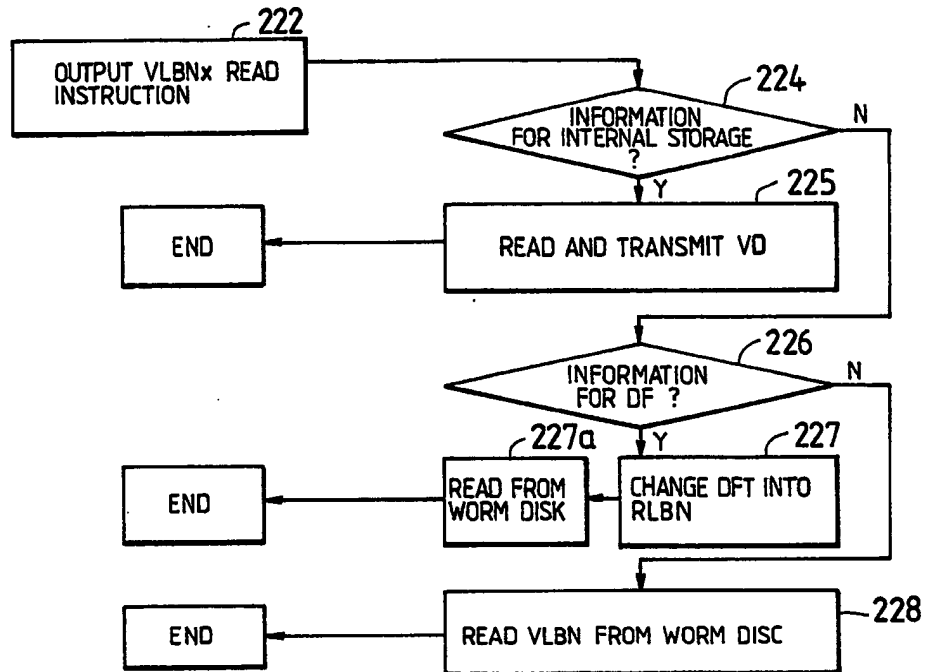 222
OUTPUT VLBNx READ
INSTRUCTION
224
INFORMATION
FOR INTERNAL STORAGE
?
N
Y
225
READ AND TRANSMIT VD
END
226
INFORMATION
FOR DF ?
N
Y
227
CHANGE DFT INTO
RLBN
227a
READ FROM
WORM DISK
END
228
READ VLBN FROM WORM DISC
END